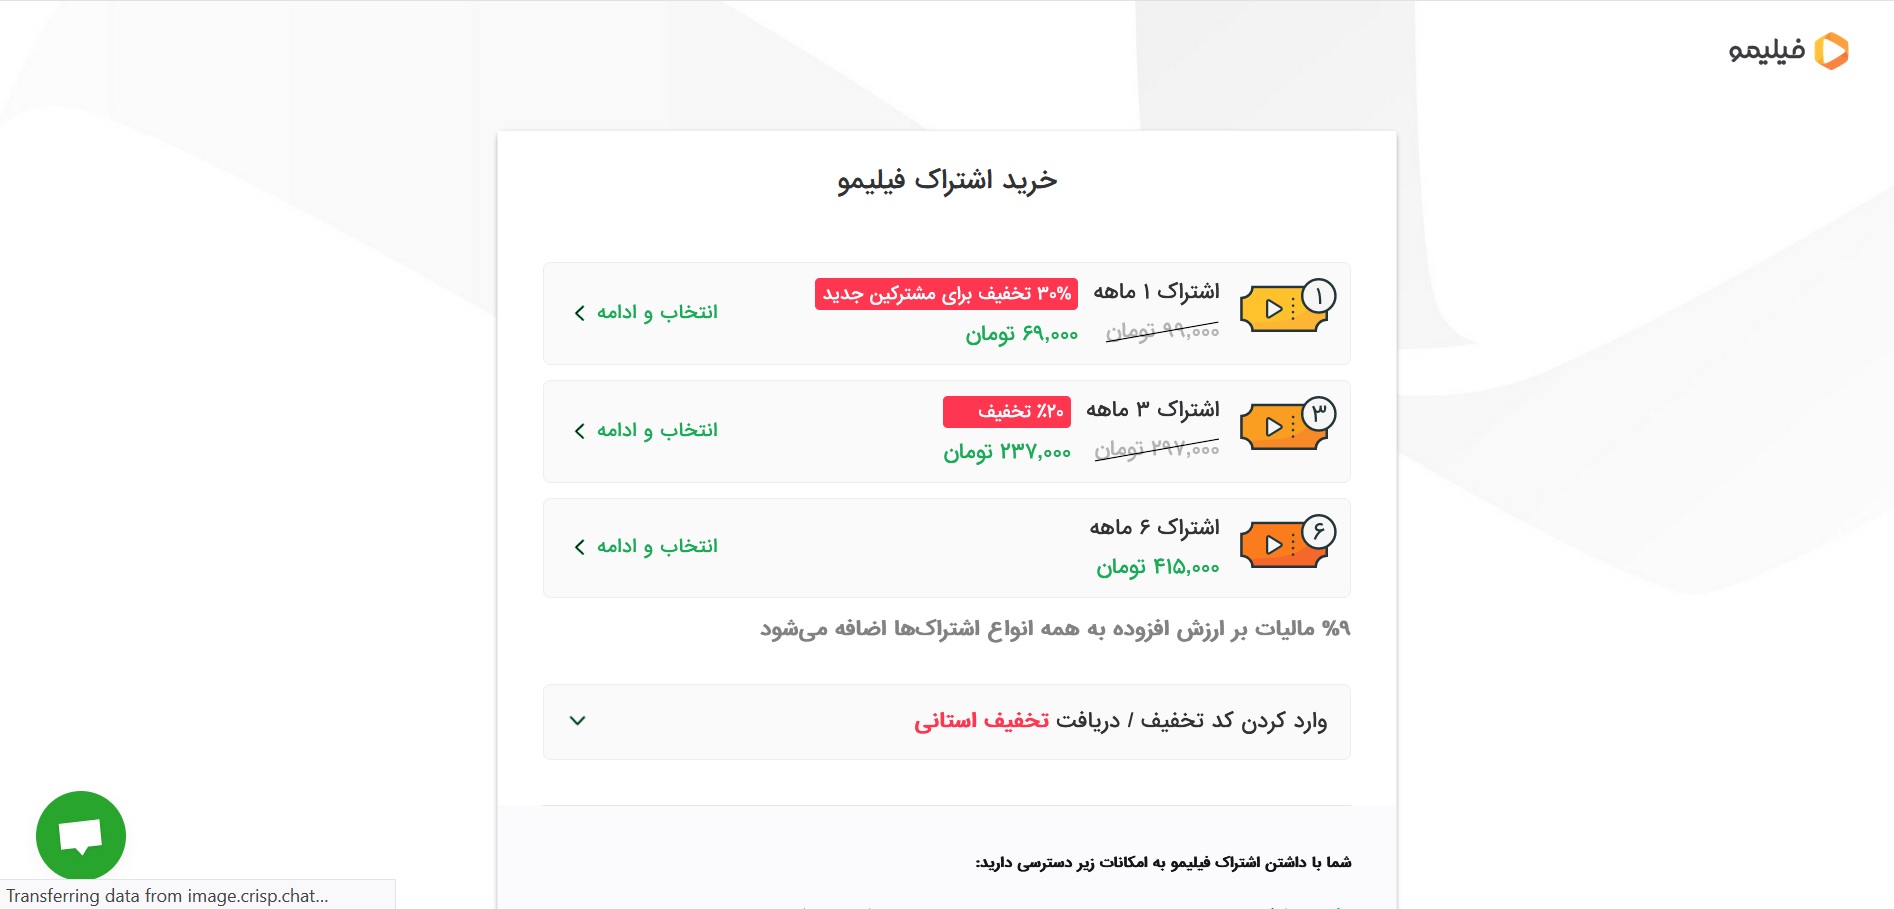 فیلیمو
خرید اشتراک فیلیمو
۱
اشتراک ۱ ماهه
۳۰% تخفیف برای مشترکین جدید
۹۹,۰۰۰ تومان
۶۹,۰۰۰ تومان
انتخاب و ادامه
۳
اشتراک ۳ ماهه
٪۲۰ تخفیف
۲۹۷,۰۰۰ تومان
۲۳۷,۰۰۰ تومان
انتخاب و ادامه
۶
اشتراک ۶ ماهه
۴۱۵,۰۰۰ تومان
انتخاب و ادامه
۹% مالیات بر ارزش افزوده به همه انواع اشتراک‌ها اضافه می‌شود
وارد کردن کد تخفیف / دریافت تخفیف استانی
شما با داشتن اشتراک فیلیمو به امکانات زیر دسترسی دارید:
Transferring data from image.crisp.chat...